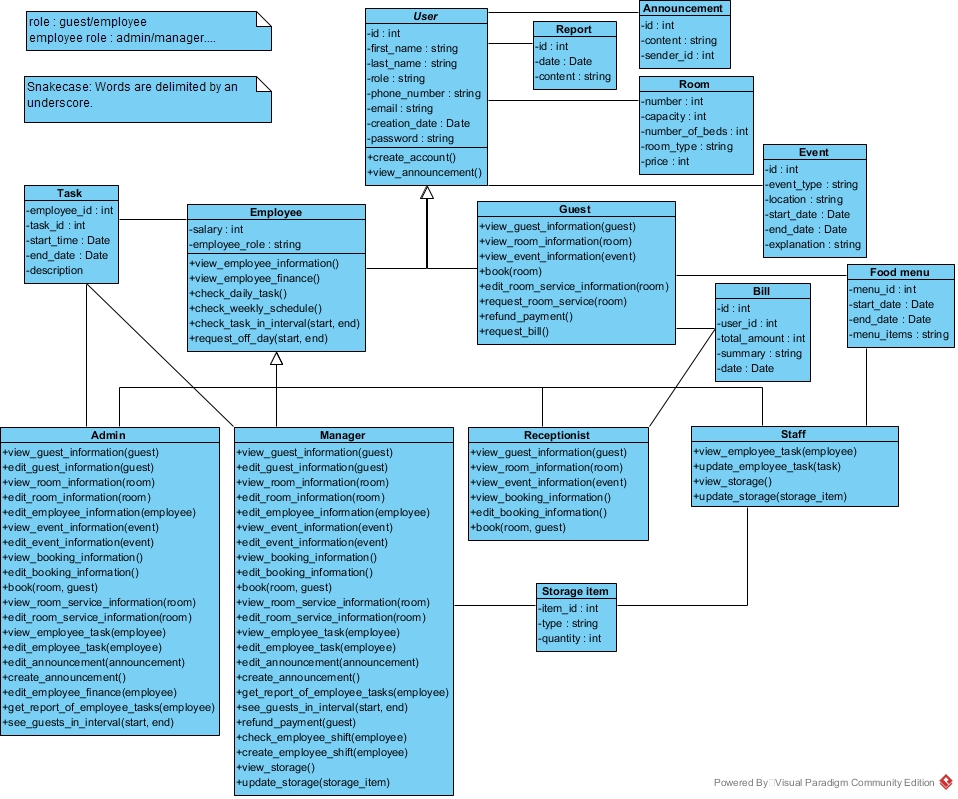 role : guest/employee
employee role : admin/manager....
Snakecase: Words are delimited by an
underscore.
User
-id : int
-first_name : string
-last_name : string
-role : string
-phone_number : string
-email : string
-creation_date : Date
-password : string
+create_account()
+view_announcement()
Report
-id : int
-date : Date
-content : string
Announcement
-id : int
-content : string
-sender_id : int
Room
-number : int
-capacity : int
-number_of_beds : int
-room_type : string
-price : int
Event
-id : int
-event_type : string
-location : string
-start_date : Date
-end_date : Date
-explanation : string
Task
-employee_id : int
-task_id : int
-start_time : Date
-end_date : Date
-description
Employee
-salary : int
-employee_role : string
+view_employee_information()
+view_employee_finance()
+check_daily_task()
+check_weekly_schedule()
+check_task_in_interval(start, end)
+request_off_day(start, end)
Guest
+view_guest_information(guest)
+view_room_information(room)
+view_event_information(event)
+book(room)
+edit_room_service_information(room)
+request_room_service(room)
+refund_payment()
+request_bill()
Food menu
-menu_id : int
-start_date : Date
-end_date : Date
-menu_items : string
Bill
-id : int
-user_id : int
-total_amount : int
-summary : string
-date : Date
Admin
+view_guest_information(guest)
+edit_guest_information(guest)
+view_room_information(room)
+edit_room_information(room)
+edit_employee_information(employee)
+view_event_information(event)
+edit_event_information(event)
+view_booking_information()
+edit_booking_information()
+book(room, guest)
+view_room_service_information(room)
+edit_room_service_information(room)
+view_employee_task(employee)
+edit_employee_task(employee)
+edit_announcement(announcement)
+create_announcement()
+edit_employee_finance(employee)
+get_report_of_employee_tasks(employee)
+see_guests_in_interval(start, end)
Manager
+view_guest_information(guest)
+edit_guest_information(guest)
+view_room_information(room)
+edit_room_information(room)
+edit_employee_information(employee)
+view_event_information(event)
+edit_event_information(event)
+view_booking_information()
+edit_booking_information()
+book(room, guest)
+view_room_service_information(room)
+edit_room_service_information(room)
+view_employee_task(employee)
+edit_employee_task(employee)
+edit_announcement(announcement)
+create_announcement()
+get_report_of_employee_tasks(employee)
+see_guests_in_interval(start, end)
+refund_payment(guest)
+check_employee_shift(employee)
+create_employee_shift(employee)
+view_storage()
+update_storage(storage_item)
Receptionist
+view_guest_information(guest)
+view_room_information(room)
+view_event_information(event)
+view_booking_information()
+edit_booking_information()
+book(room, guest)
Staff
+view_employee_task(employee)
+update_employee_task(task)
+view_storage()
+update_storage(storage_item)
Storage item
-item_id : int
-type : string
-quantity : int
Powered By Visual Paradigm Community Edition